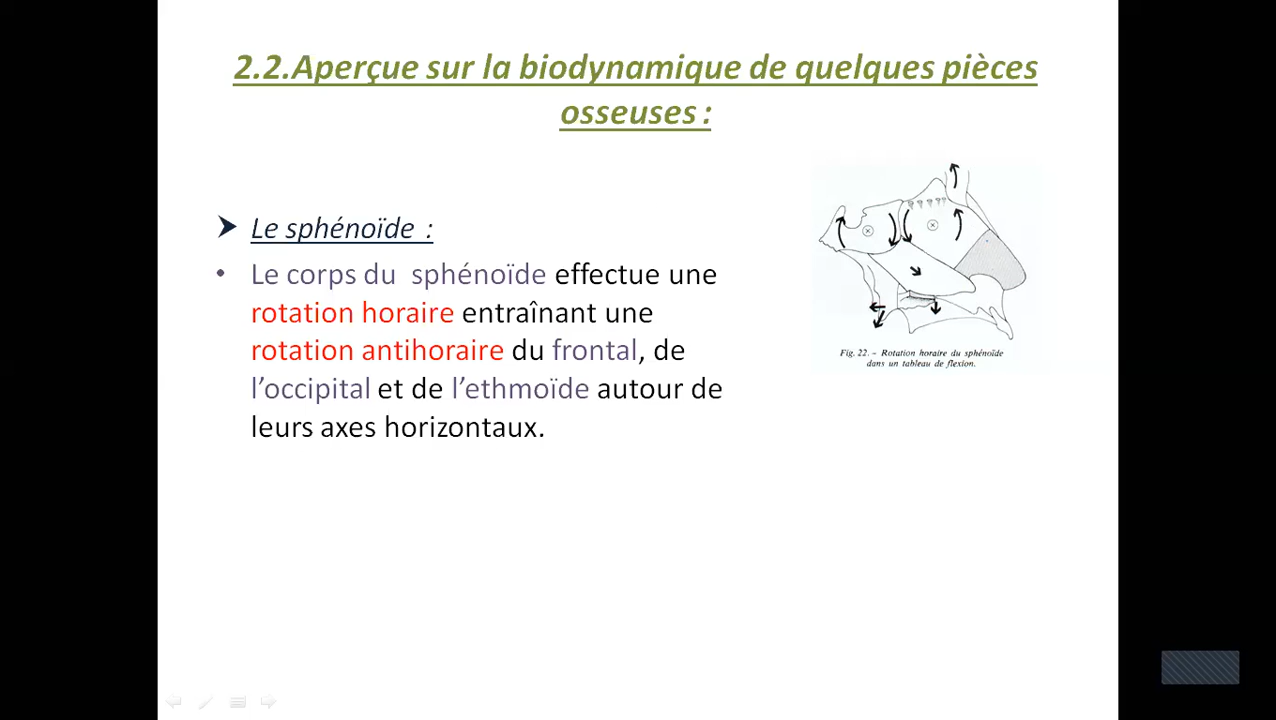 2.2.Aperçue sur la biodynamique de quelques pièces
osseuses :
Le sphénoïde :
Le corps du sphénoïde effectue une
rotation horaire entraînant une
rotation antihoraire du frontal, de
l’occipital et de l’ethmoïde autour de
leurs axes horizontaux.
Fig. 22. – Rotation horaire du sphénoïde
dans un tableau de flexion.